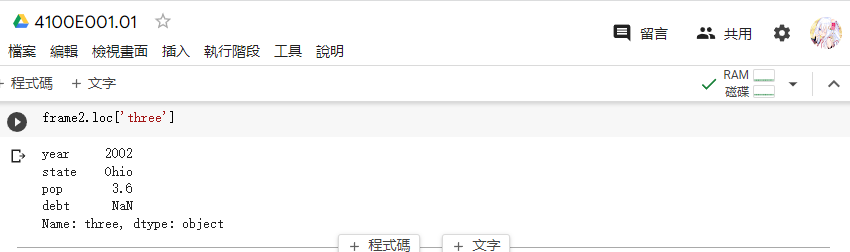 4100E001.01
檔案 編輯 檢視畫面 插入 執行階段 工具 說明
留言 共用
+ 程式碼 + 文字
RAM
磁碟
frame2.loc['three']
year 2002
state Ohio
pop 3.6
debt NaN
Name: three, dtype: object
+ 程式碼 + 文字